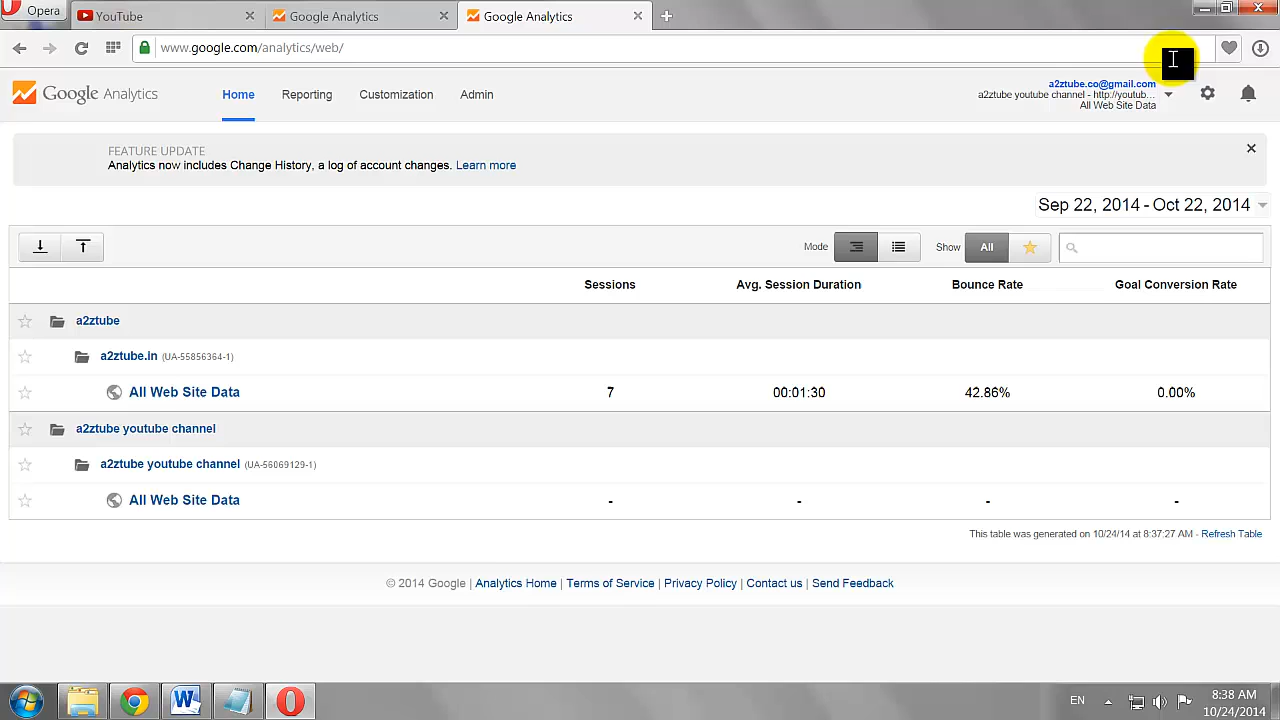 Opera
YouTube
Google Analytics
Google Analytics
www.google.com/analytics/web/
Google Analytics
Home
Reporting
Customization
Admin
a2ztube.co@gmail.com
a2ztube youtube channel - http://youtub...
All Web Site Data
FEATURE UPDATE
Analytics now includes Change History, a log of account changes. Learn more
Sep 22, 2014 - Oct 22, 2014
Mode
Show
All
Sessions Avg. Session Duration Bounce Rate Goal Conversion Rate
a2ztube
a2ztube.in (UA-55856364-1)
All Web Site Data 7 00:01:30 42.86% 0.00%
a2ztube youtube channel
a2ztube youtube channel (UA-56069129-1)
All Web Site Data - - - -
This table was generated on 10/24/14 at 8:37:27 AM - Refresh Table
© 2014 Google | Analytics Home | Terms of Service | Privacy Policy | Contact us | Send Feedback
EN
8:38 AM
10/24/2014